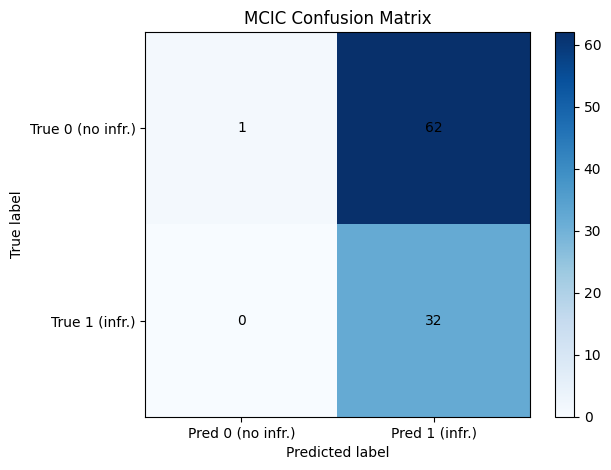 MCIC Confusion Matrix
True label
True 0 (no infr.)
1
62
True 1 (infr.)
0
32
Pred 0 (no infr.)
Pred 1 (infr.)
Predicted label
60
50
40
30
20
10
0